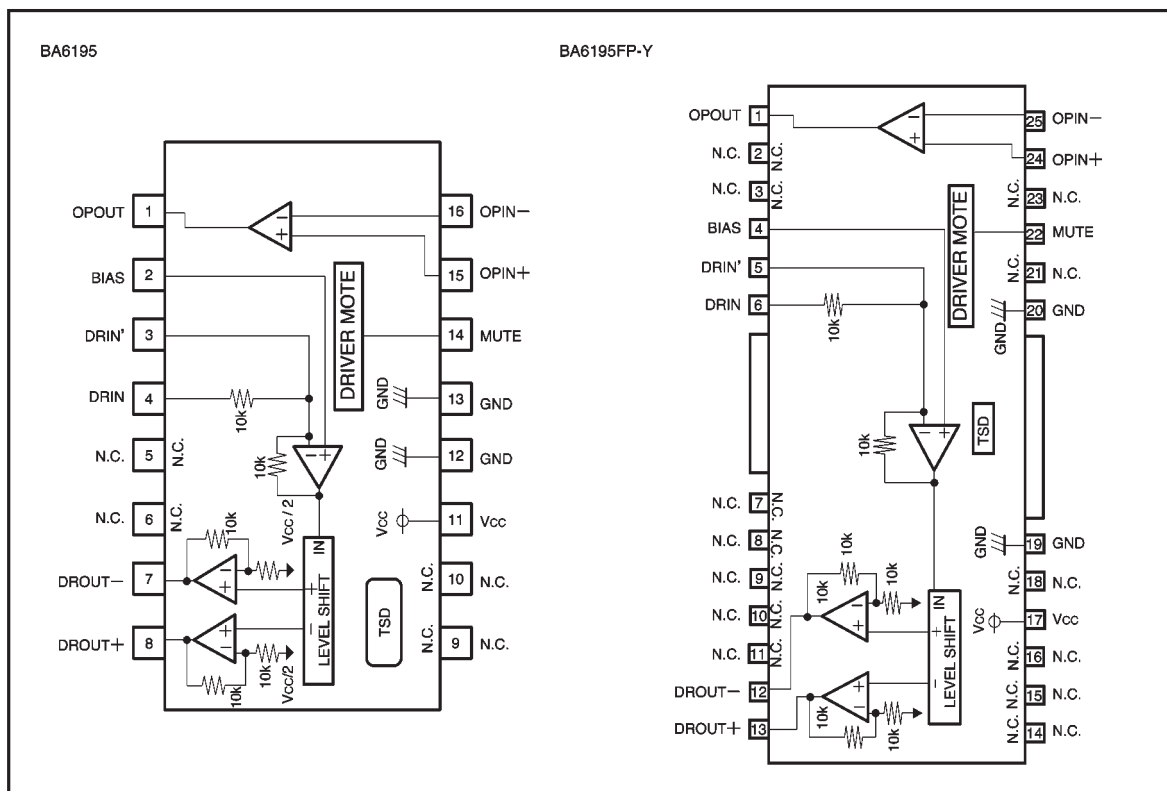 BA6195
OPOUT 1
BIAS 2
DRIN' 3
DRIN 4
N.C. 5 N.C.
N.C. 6 N.C.
DROUT− 7
DROUT+ 8
16 OPIN−
15 OPIN+
14 MUTE
GND 13 GND
GND 12 GND
Vcc 11 Vcc
N.C. 10 N.C.
N.C. 9 N.C.
− +
DRIVER MOTE
10k
10k
− +
Vcc / 2
IN
LEVEL SHIFT
+
−
10k
− +
+ −
10k
10k
Vcc/2
TSD
BA6195FP-Y
OPOUT 1
N.C. 2 N.C.
N.C. 3 N.C.
BIAS 4
DRIN' 5
DRIN 6
N.C. 7 N.C.
N.C. 8 N.C.
N.C. 9 N.C.
N.C. 10 N.C.
N.C. 11 N.C.
DROUT− 12
DROUT+ 13
25 OPIN−
24 OPIN+
N.C. 23 N.C.
22 MUTE
N.C. 21 N.C.
GND 20 GND
GND 19 GND
N.C. 18 N.C.
Vcc 17 Vcc
N.C. 16 N.C.
N.C. 15 N.C.
N.C. 14 N.C.
− +
DRIVER MOTE
10k
10k
− +
TSD
10k
10k
10k
− +
IN
LEVEL SHIFT
+
−
+ −
10k
10k